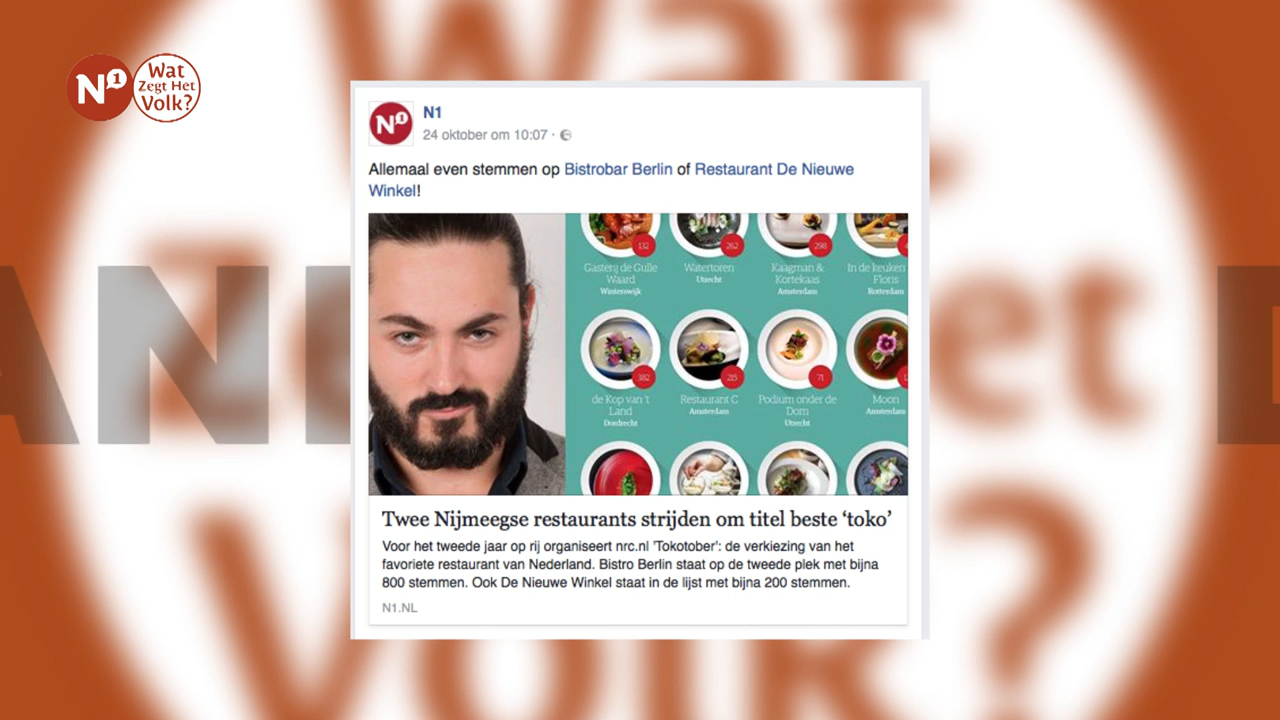 N1
Wat
Zegt Het
Volk?
N1
N1
24 oktober om 10:07
Allemaal even stemmen op Bistrobar Berlin of Restaurant De Nieuwe
Winkel!
132
262
298
Gasterij de Gulle
Waard
Winterswijk
Watertoren
Utrecht
Kaagman &
Kortekaas
Amsterdam
In de keuken
Floris
Rotterdam
382
215
71
de Kop van 't
Land
Dordrecht
Restaurant C
Amsterdam
Podium onder de
Dom
Utrecht
Moon
Amsterdam
Twee Nijmeegse restaurants strijden om titel beste ‘toko’
Voor het tweede jaar op rij organiseert nrc.nl 'Tokotober': de verkiezing van het
favoriete restaurant van Nederland. Bistro Berlin staat op de tweede plek met bijna
800 stemmen. Ook De Nieuwe Winkel staat in de lijst met bijna 200 stemmen.
N1.NL